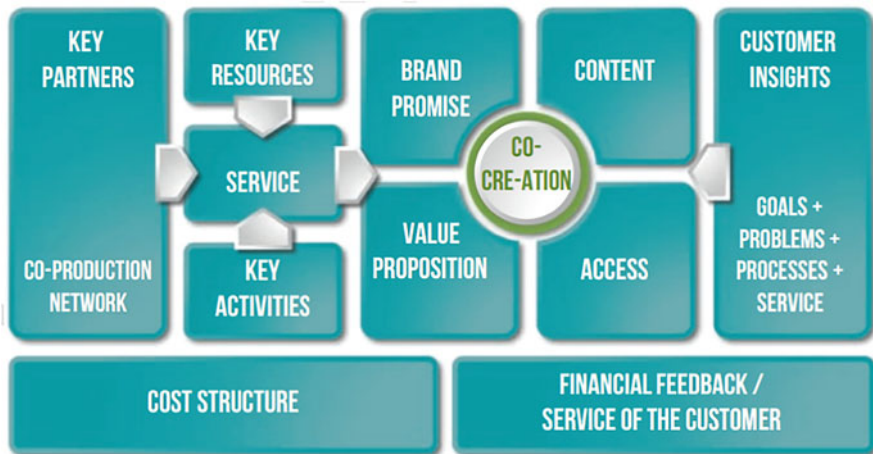 KEY
PARTNERS
CO-PRODUCTION
NETWORK
KEY
RESOURCES
SERVICE
KEY
ACTIVITIES
BRAND
PROMISE
VALUE
PROPOSITION
CO-
CRE-ATION
CONTENT
ACCESS
CUSTOMER
INSIGHTS
GOALS +
PROBLEMS +
PROCESSES +
SERVICE
COST STRUCTURE
FINANCIAL FEEDBACK /
SERVICE OF THE CUSTOMER